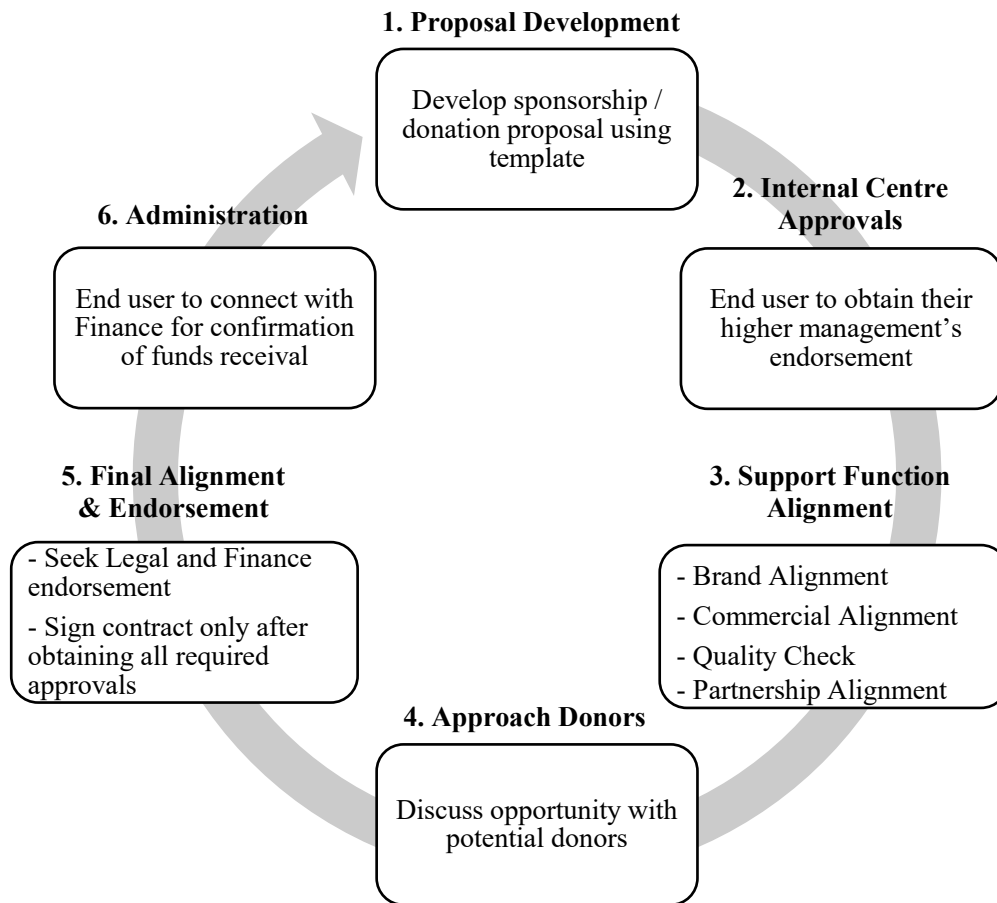 1. Proposal Development
Develop sponsorship /
donation proposal using
template
2. Internal Centre
Approvals
End user to obtain their
higher management’s
endorsement
3. Support Function
Alignment
- Brand Alignment
- Commercial Alignment
- Quality Check
- Partnership Alignment
4. Approach Donors
Discuss opportunity with
potential donors
5. Final Alignment
& Endorsement
- Seek Legal and Finance
endorsement
- Sign contract only after
obtaining all required
approvals
6. Administration
End user to connect with
Finance for confirmation
of funds receival